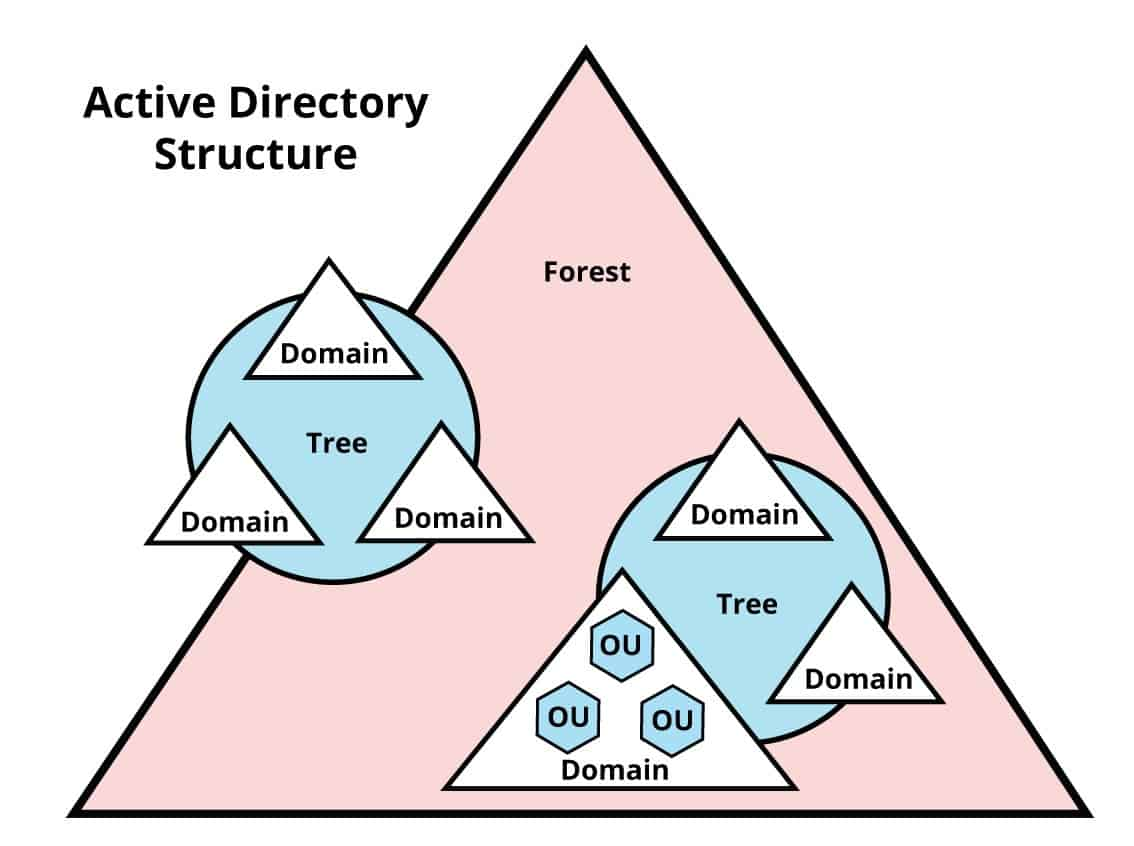 Active Directory
Structure
Forest
Domain
Tree
Domain
Domain
Domain
Tree
OU
Domain
OU
OU
Domain